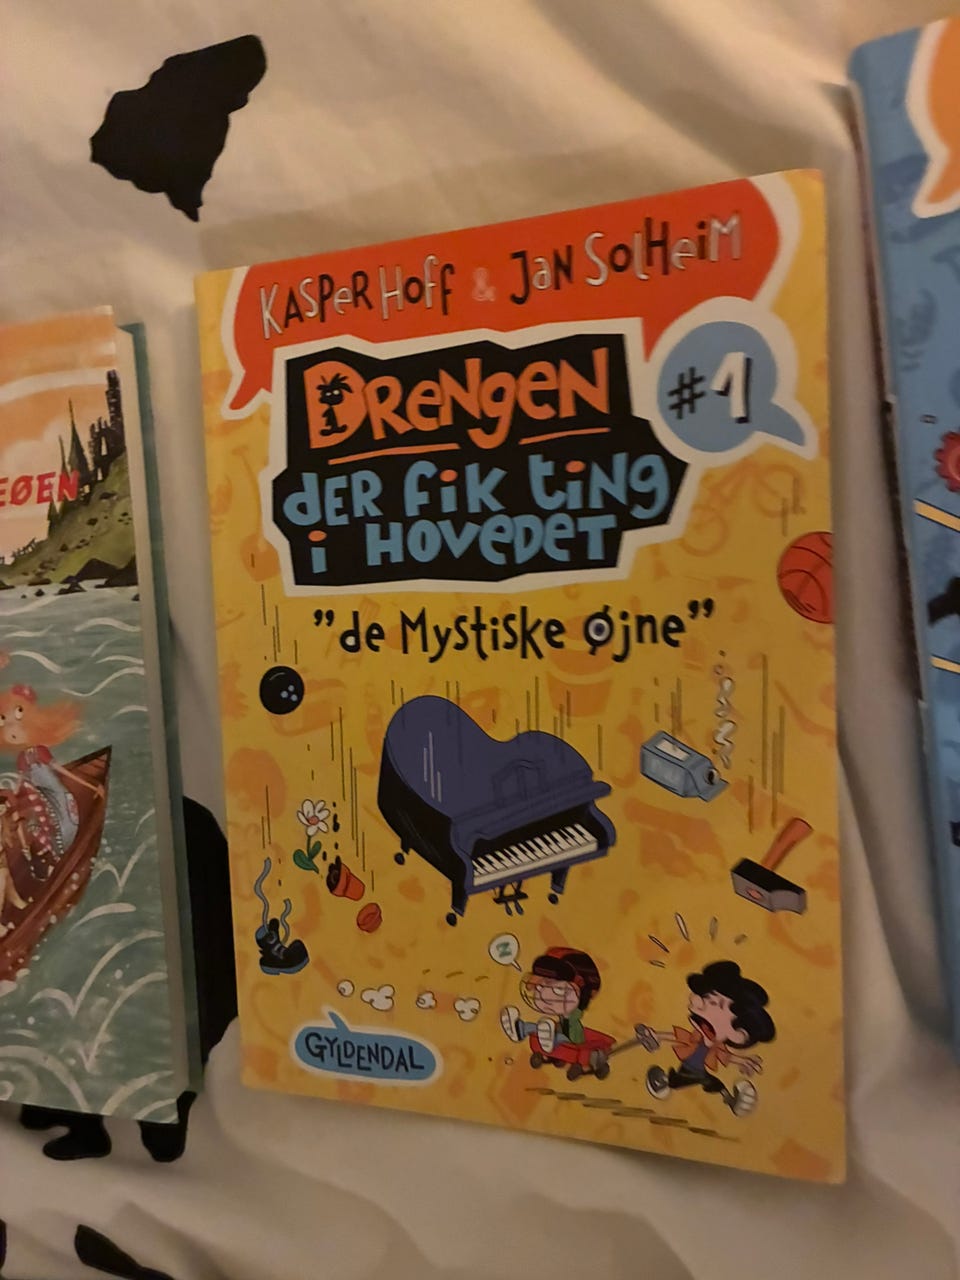 KASPER HOFF & JAN SOLHEIM
#1
DRENGEN
DER FIK TING
I HOVEDET
"de Mystiske Øjne"
EØEN
Z
GYLDENDAL